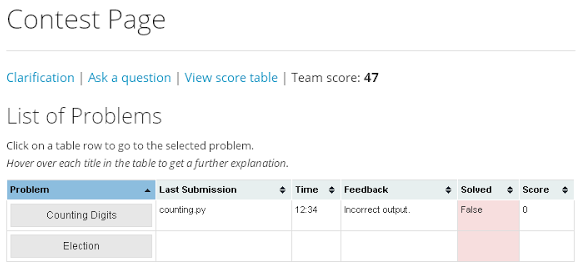 Contest Page
Clarification | Ask a question | View score table | Team score: 47
List of Problems
Click on a table row to go to the selected problem.
Hover over each title in the table to get a further explanation.
Problem Last Submission Time Feedback Solved Score
Counting Digits counting.py 12:34 Incorrect output. False 0
Election